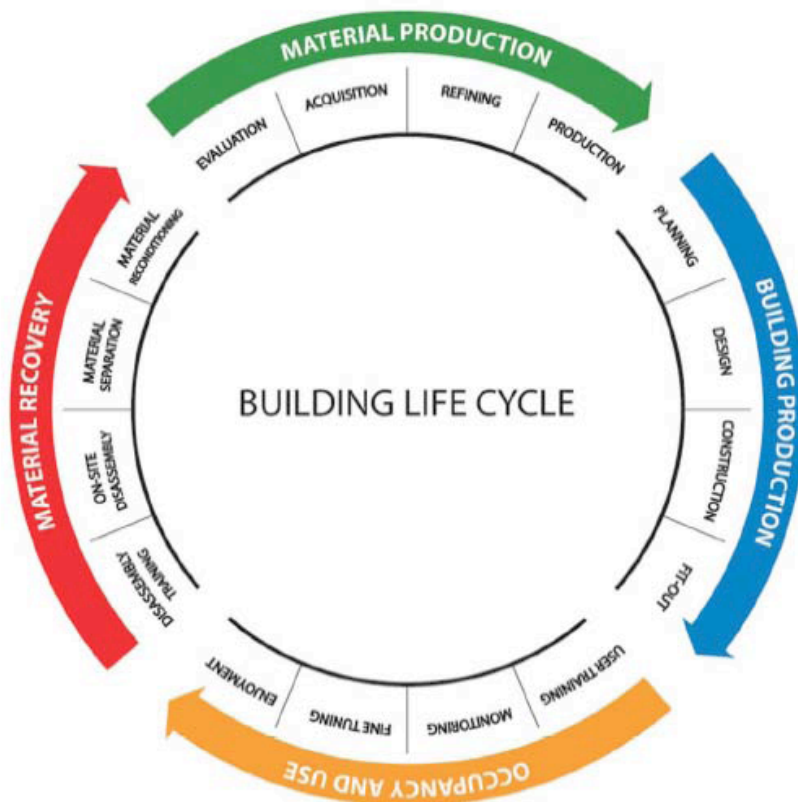 MATERIAL PRODUCTION
EVALUATION
ACQUISITION
REFINING
PRODUCTION
BUILDING PRODUCTION
PLANNING
DESIGN
CONSTRUCTION
FIT-OUT
OCCUPANCY AND USE
USER TRAINING
MONITORING
FINE TUNING
ENJOYMENT
MATERIAL RECOVERY
DISASSEMBLY
TRAINING
ON-SITE
DISASSEMBLY
MATERIAL
SEPARATION
MATERIAL
RECONDITIONING
BUILDING LIFE CYCLE